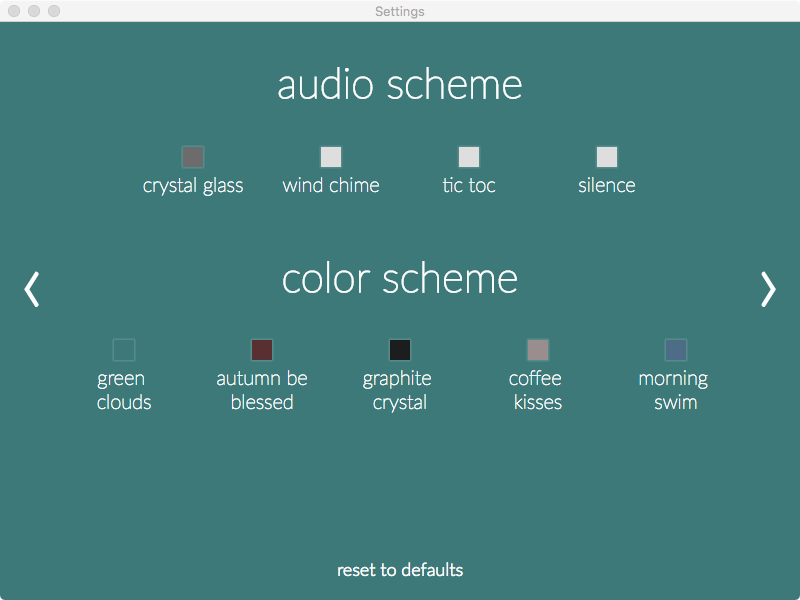 Settings
audio scheme
crystal glass
wind chime
tic toc
silence
color scheme
green
clouds
autumn be
blessed
graphite
crystal
coffee
kisses
morning
swim
reset to defaults